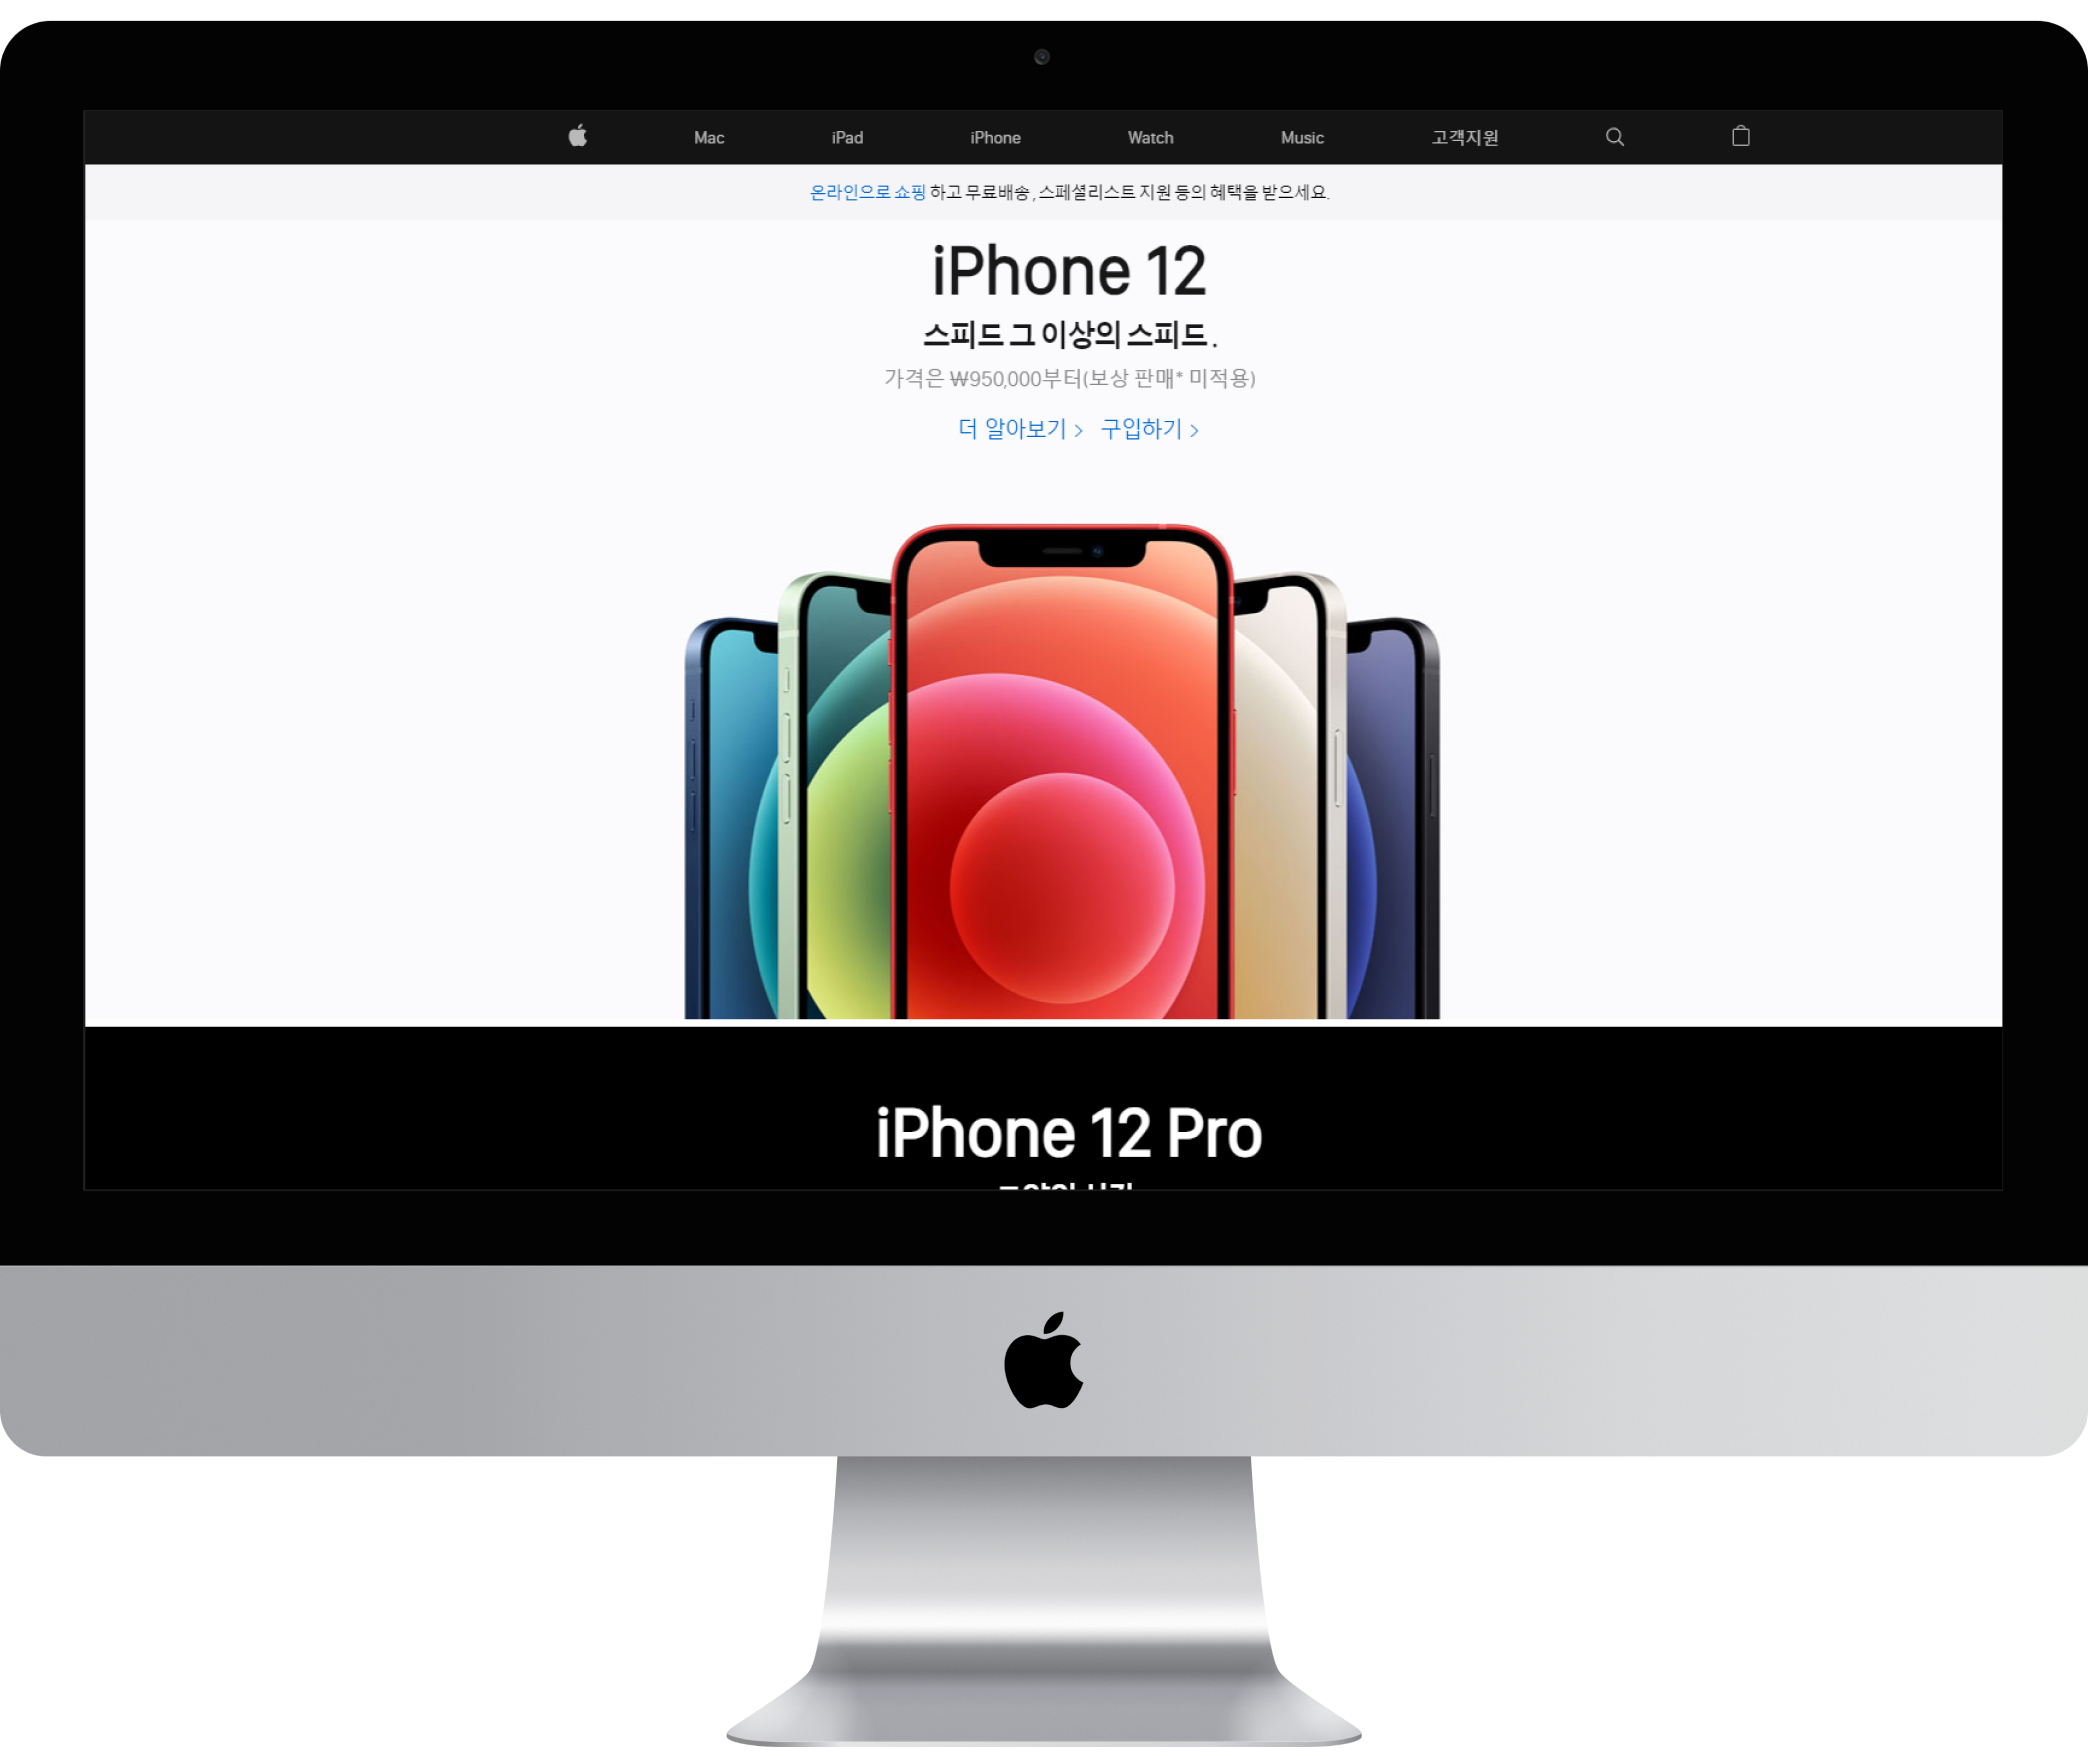 Mac iPad iPhone Watch Music 고객지원
온라인으로 쇼핑 하고 무료배송 , 스페셜리스트 지원 등의 혜택을 받으세요.
iPhone 12
스피드 그 이상의 스피드 .
가격은 ₩950,000부터(보상 판매* 미적용)
더 알아보기 > 구입하기 >
iPhone 12 Pro